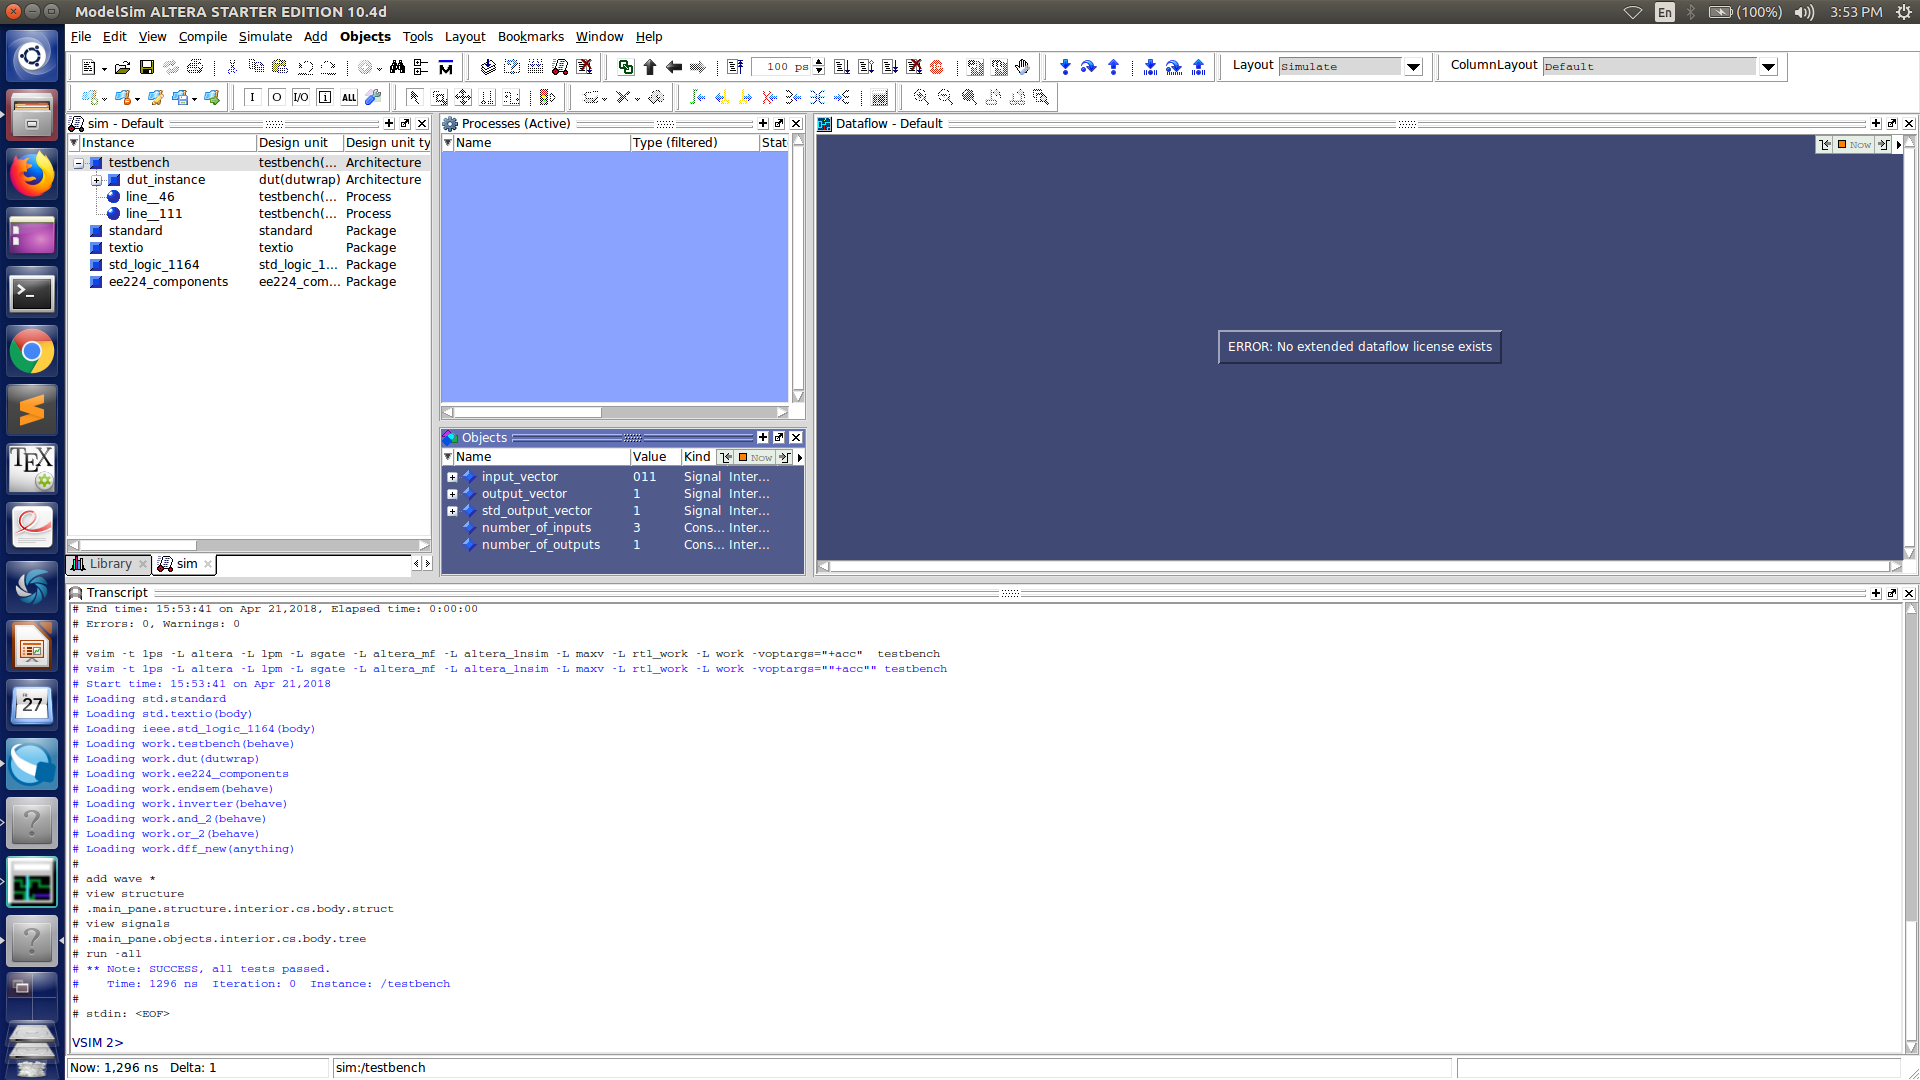 ModelSim ALTERA STARTER EDITION 10.4d
En
(100%)
3:53 PM
File Edit View Compile Simulate Add Objects Tools Layout Bookmarks Window Help
100 ps
Layout Simulate
ColumnLayout Default
I O I/O i ALL
sim - Default
Instance Design unit Design unit ty
testbench testbench(... Architecture
dut_instance dut(dutwrap) Architecture
line__46 testbench(... Process
line__111 testbench(... Process
standard standard Package
textio textio Package
std_logic_1164 std_logic_1... Package
ee224_components ee224_com... Package
Library
sim
Processes (Active)
Name Type (filtered) Stat
Objects
Name Value Kind Now
input_vector 011 Signal Inter...
output_vector 1 Signal Inter...
std_output_vector 1 Signal Inter...
number_of_inputs 3 Cons... Inter...
number_of_outputs 1 Cons... Inter...
Dataflow - Default
Now
ERROR: No extended dataflow license exists
TEX
27
Transcript
# End time: 15:53:41 on Apr 21,2018, Elapsed time: 0:00:00
# Errors: 0, Warnings: 0
#
# vsim -t 1ps -L altera -L lpm -L sgate -L altera_mf -L altera_lnsim -L maxv -L rtl_work -L work -voptargs="+acc"  testbench
# vsim -t 1ps -L altera -L lpm -L sgate -L altera_mf -L altera_lnsim -L maxv -L rtl_work -L work -voptargs=""+acc"" testbench
# Start time: 15:53:41 on Apr 21,2018
# Loading std.standard
# Loading std.textio(body)
# Loading ieee.std_logic_1164(body)
# Loading work.testbench(behave)
# Loading work.dut(dutwrap)
# Loading work.ee224_components
# Loading work.endsem(behave)
# Loading work.inverter(behave)
# Loading work.and_2(behave)
# Loading work.or_2(behave)
# Loading work.dff_new(anything)
#
# add wave *
# view structure
# .main_pane.structure.interior.cs.body.struct
# view signals
# .main_pane.objects.interior.cs.body.tree
# run -all
# ** Note: SUCCESS, all tests passed.
#    Time: 1296 ns  Iteration: 0  Instance: /testbench
#
# stdin: <EOF>
VSIM 2>
Now: 1,296 ns Delta: 1
sim:/testbench